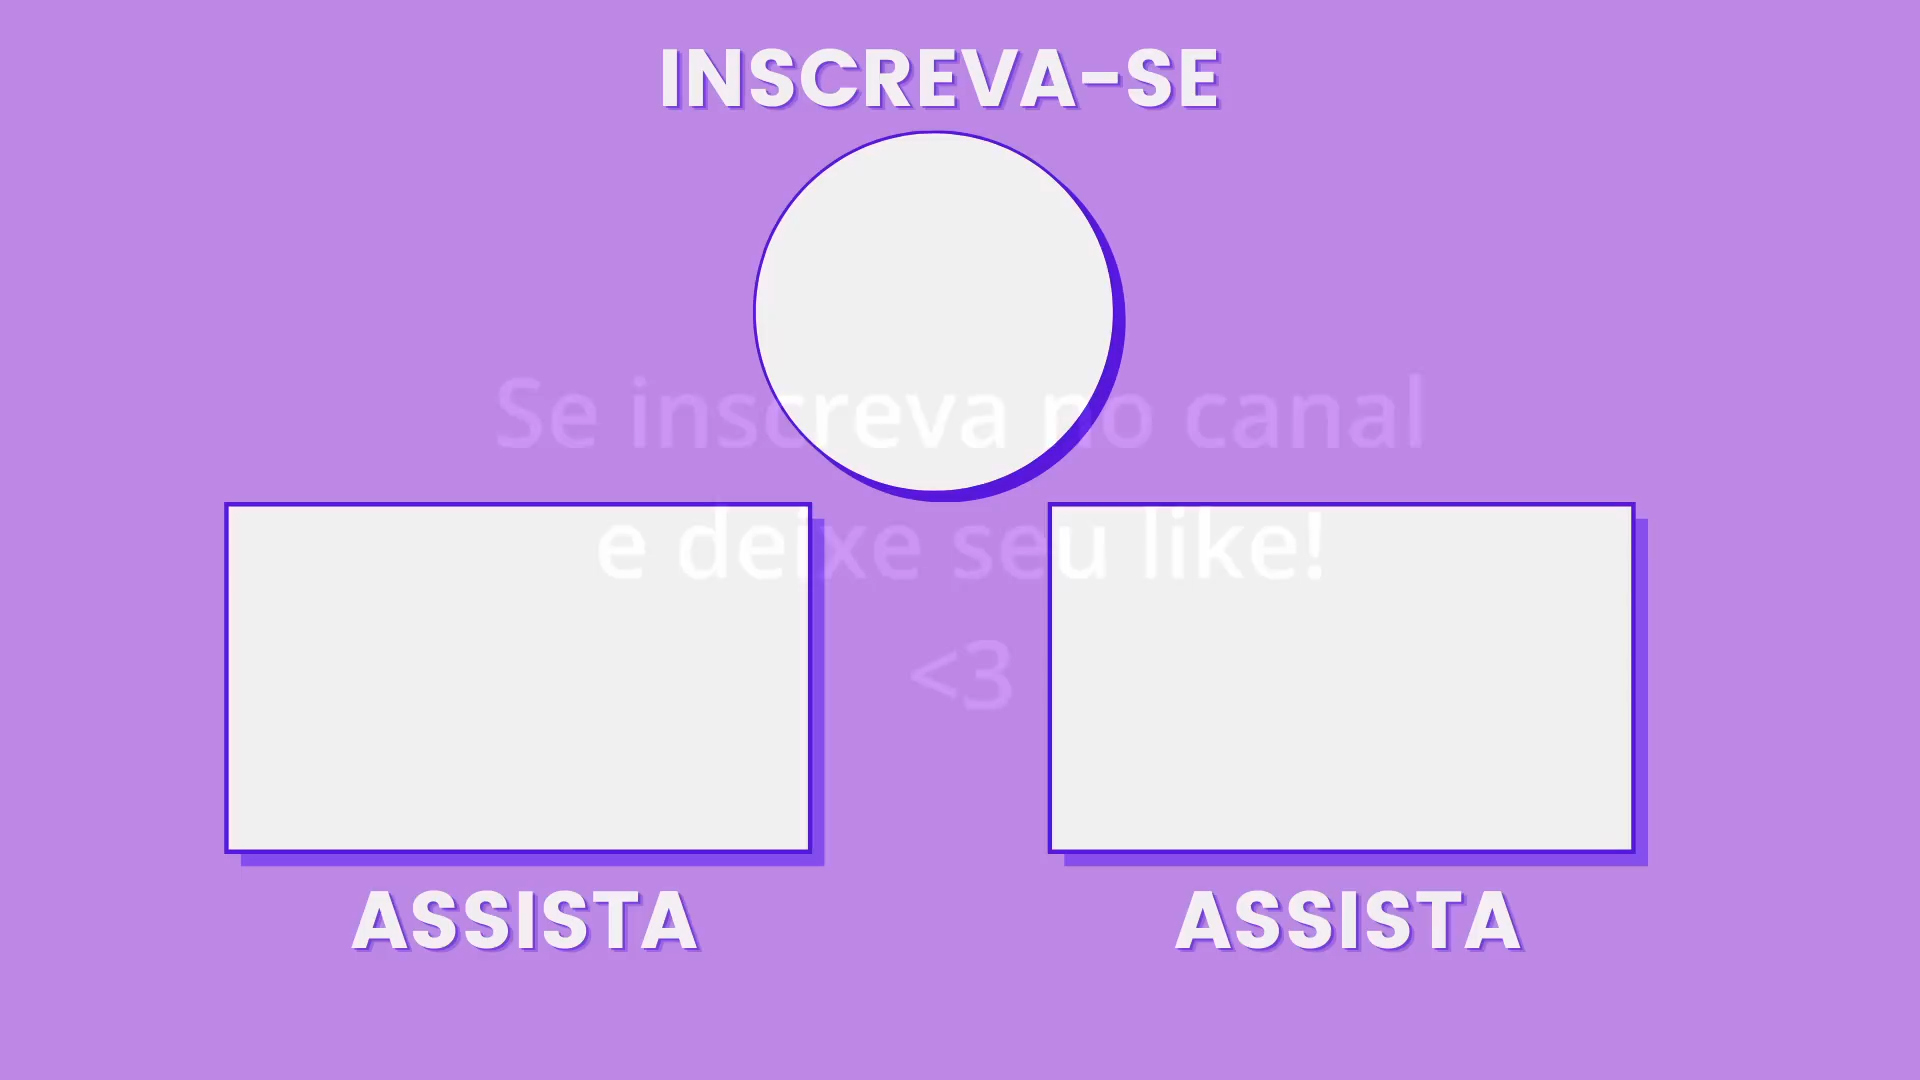 INSCREVA-SE
Se inscreva no canal
e deixe seu like!
<3
ASSISTA
ASSISTA